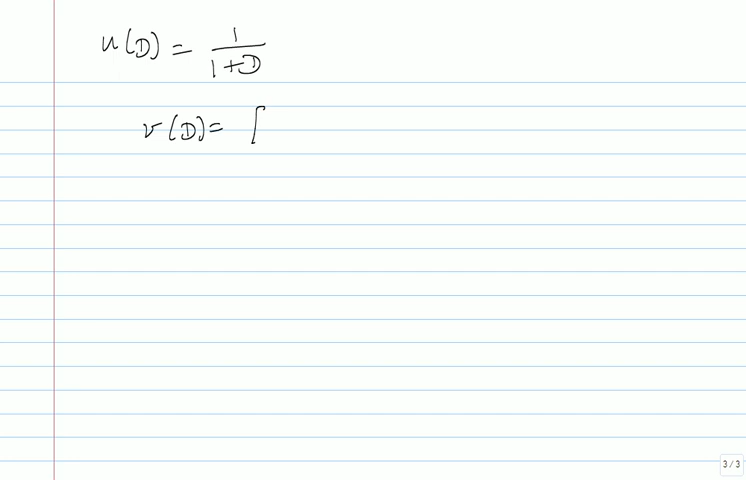 u(D) = 1/(1+D)
v(D) = [
3 / 3